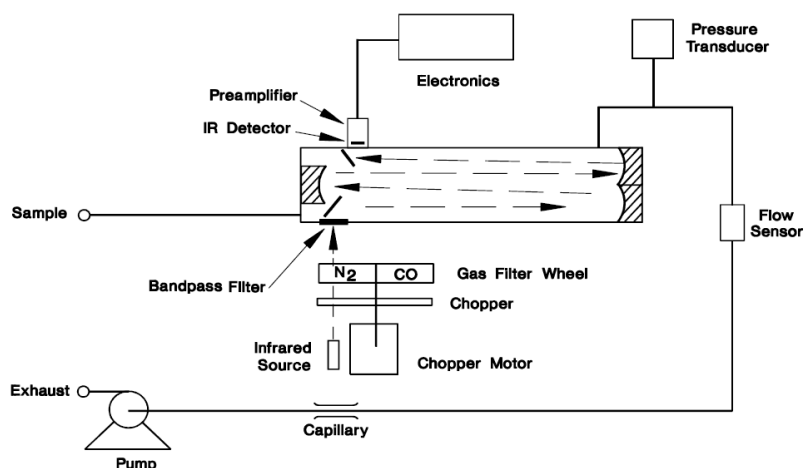 Electronics
Pressure
Transducer
Preamplifier
IR Detector
Sample
Flow
Sensor
Bandpass Filter
N2
CO
Gas Filter Wheel
Chopper
Infrared
Source
Chopper Motor
Exhaust
Capillary
Pump